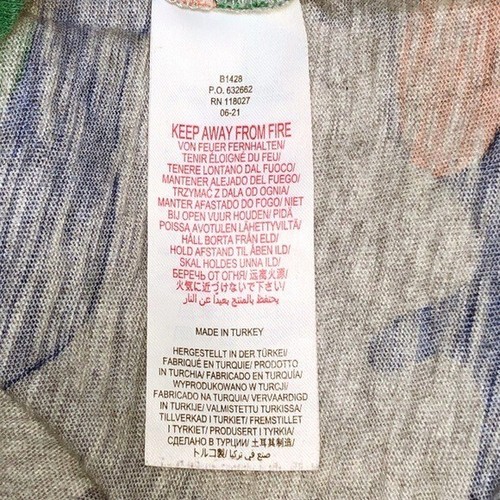 B1428
P.O. 632662
RN 118027
06-21
KEEP AWAY FROM FIRE
VON FEUER FERNHALTEN/
TENIR ÉLOIGNÉ DU FEU/
TENERE LONTANO DAL FUOCO/
MANTENER ALEJADO DEL FUEGO/
TRZYMAĆ Z DALA OD OGNIA/
MANTER AFASTADO DO FOGO/ NIET
BIJ OPEN VUUR HOUDEN/ PIDÄ
POISSA AVOTULEN LÄHETTYVILTÄ/
HÅLL BORTA FRÅN ELD/
HOLD AFSTAND TIL ÅBEN ILD/
SKAL HOLDES UNNA ILD/
БЕРЕЧЬ ОТ ОГНЯ/ 远离火源/
火気に近づけないで下さい/
يحتفظ بالمنتج بعيداً عن النار
MADE IN TURKEY
HERGESTELLT IN DER TÜRKEI/
FABRIQUÉ EN TURQUIE/ PRODOTTO
IN TURCHIA/ FABRICADO EN TURQUÍA/
WYPRODUKOWANO W TURCJI/
FABRICADO NA TURQUIA/ VERVAARDIGD
IN TURKIJE/ VALMISTETTU TURKISSA/
TILLVERKAD I TURKIET/ FREMSTILLET
I TYRKIET/ PRODUSERT I TYRKIA/
СДЕЛАНО В ТУРЦИИ/ 土耳其制造/
トルコ製/ صنع في تركيا